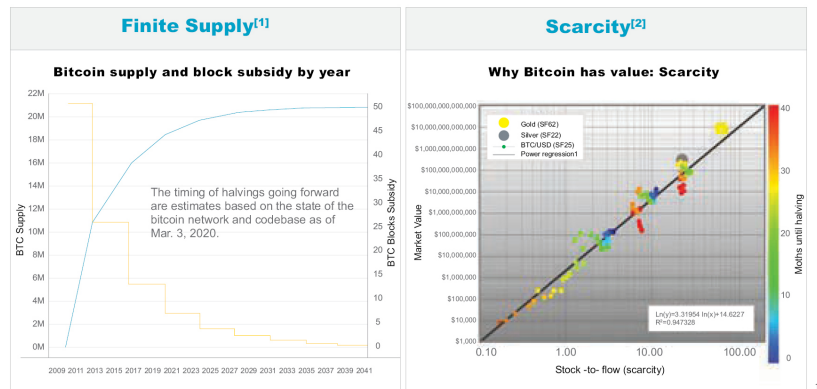 Finite Supply[1]
Bitcoin supply and block subsidy by year
22M
20M
18M
16M
14M
12M
10M
8M
6M
4M
2M
0M
BTC Supply
The timing of halvings going forward
are estimates based on the state of the
bitcoin network and codebase as of
Mar. 3, 2020.
50
45
40
35
30
25
20
15
10
5
0
BTC Blocks Subsidy
2009 2011 2013 2015 2017 2019 2021 2023 2025 2027 2029 2031 2033 2035 2037 2039 2041
Scarcity[2]
Why Bitcoin has value: Scarcity
$100,000,000,000,000
$10,000,000,000,000
$1,000,000,000,000
$100,000,000,000
$10,000,000,000
$1,000,000,000
$100,000,000
$10,000,000
$1,000,000
$100,000
$10,000
$1,000
Market Value
Gold (SF62)
Silver (SF22)
BTC/USD (SF25)
Power regression1
Ln(y)=3.31954 ln(x)+14.6227
R²=0.947328
0.10 1.00 10.00 100.00
Stock -to- flow (scarcity)
40
30
20
10
0
Moths until halving